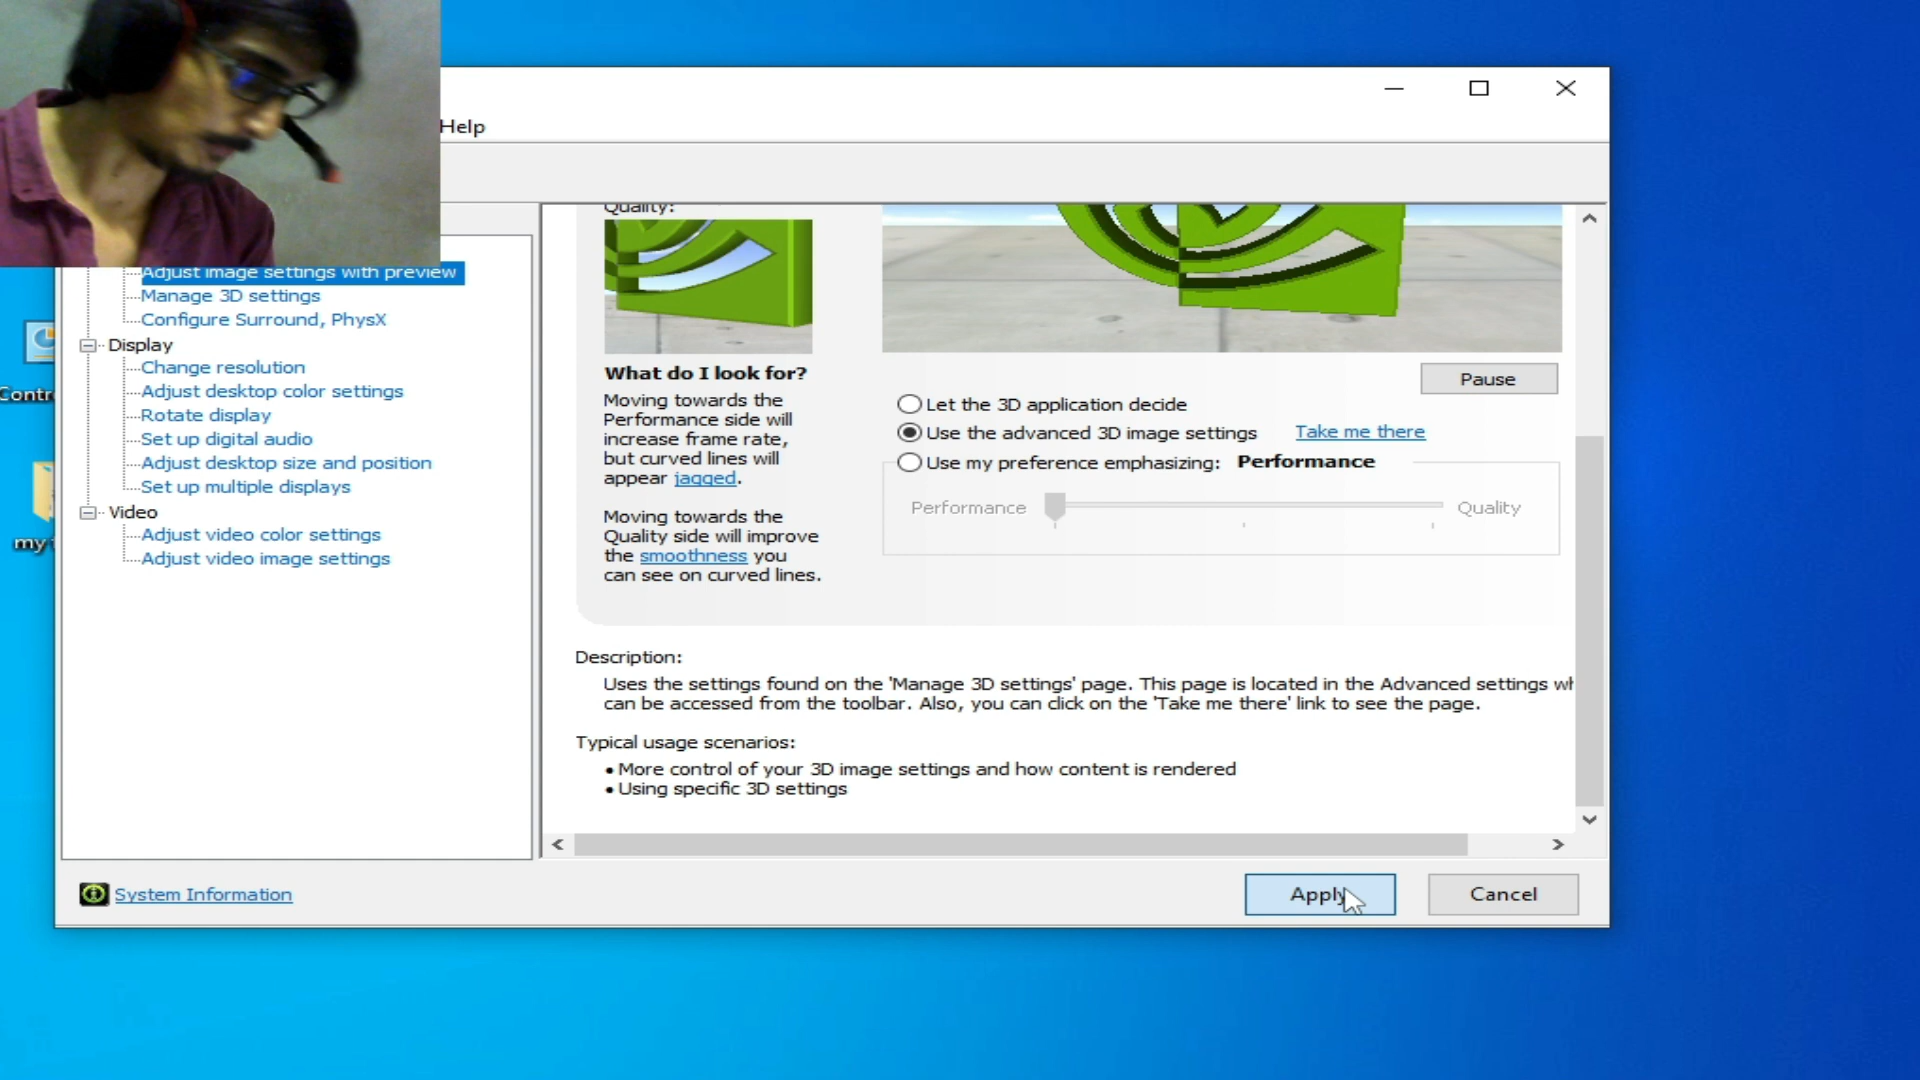 Help
Adjust image settings with preview
Manage 3D settings
Configure Surround, PhysX
Display
Change resolution
Adjust desktop color settings
Rotate display
Set up digital audio
Adjust desktop size and position
Set up multiple displays
Video
Adjust video color settings
Adjust video image settings
Contr
my
Quality:
What do I look for?
Moving towards the
Performance side will
increase frame rate,
but curved lines will
appear jagged.
Moving towards the
Quality side will improve
the smoothness you
can see on curved lines.
Pause
Let the 3D application decide
Use the advanced 3D image settings Take me there
Use my preference emphasizing: Performance
Performance Quality
Description:
Uses the settings found on the 'Manage 3D settings' page. This page is located in the Advanced settings wh
can be accessed from the toolbar. Also, you can click on the 'Take me there' link to see the page.
Typical usage scenarios:
• More control of your 3D image settings and how content is rendered
• Using specific 3D settings
System Information
Apply
Cancel